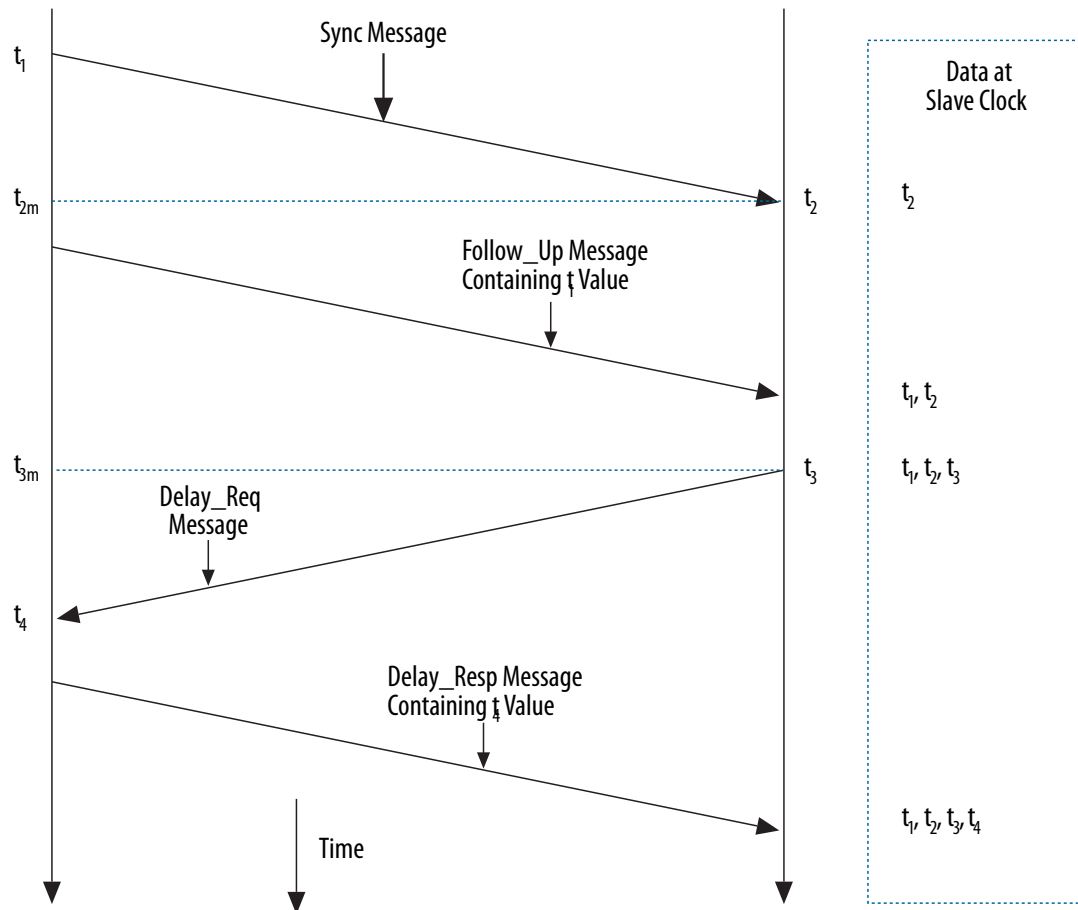 Sync Message
t₁
Data at
Slave Clock
t₂ₘ
t₂
t₂
Follow_Up Message
Containing t₁ Value
t₁, t₂
t₃ₘ
t₃
t₁, t₂, t₃
Delay_Req
Message
t₄
Delay_Resp Message
Containing t₄ Value
t₁, t₂, t₃, t₄
Time